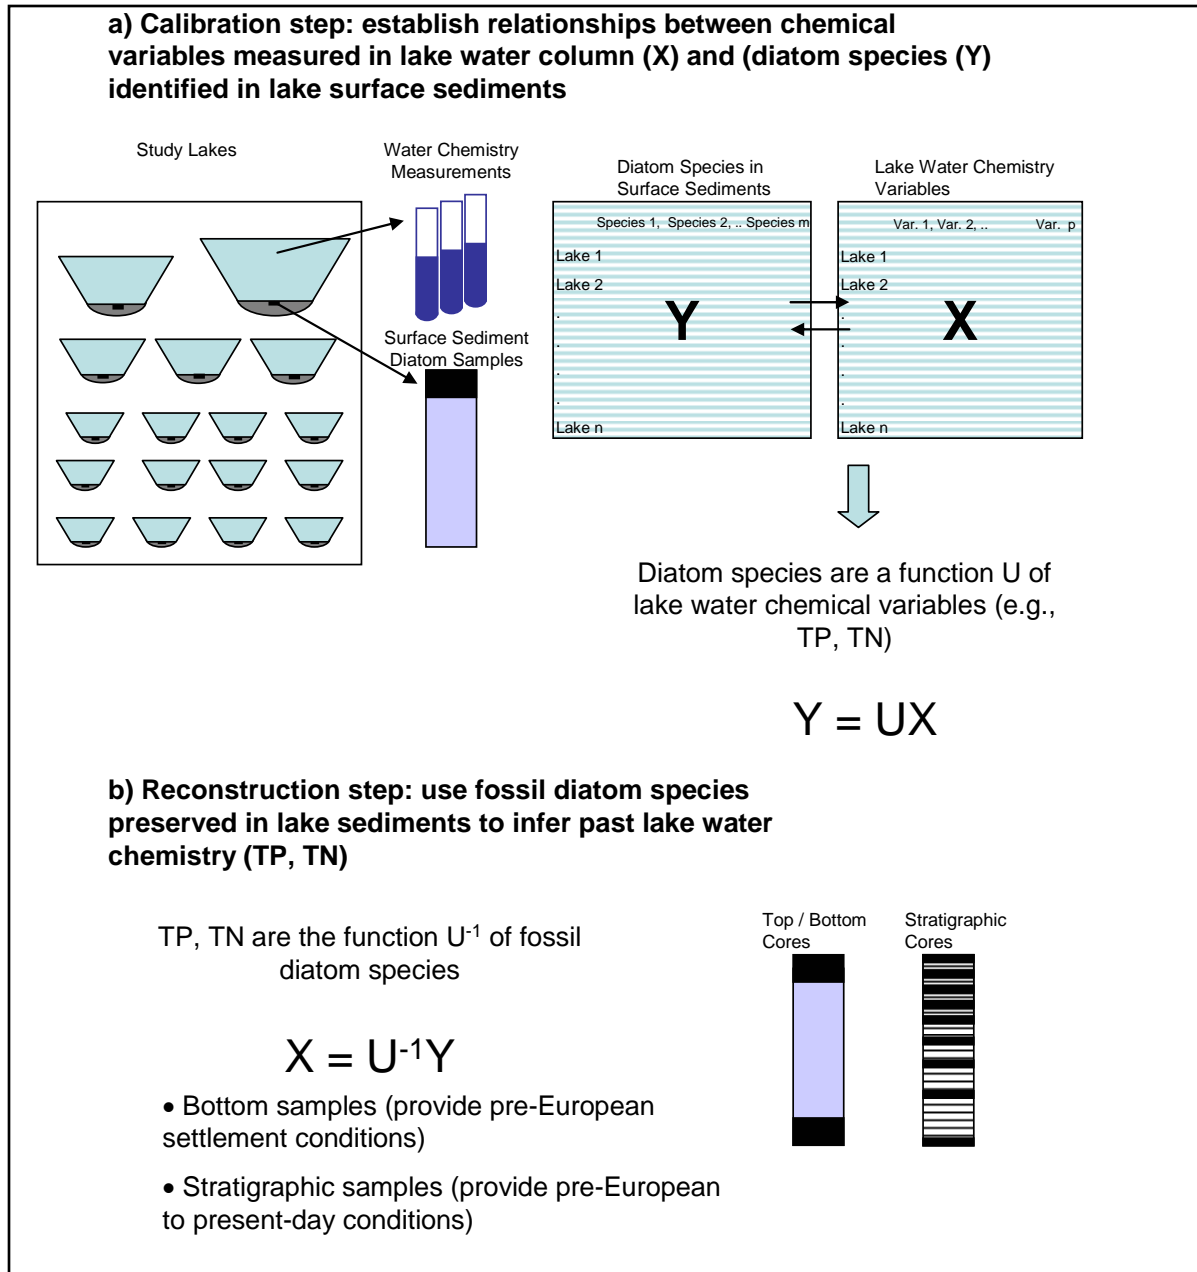 a) Calibration step: establish relationships between chemical
variables measured in lake water column (X) and (diatom species (Y)
identified in lake surface sediments
Study Lakes
Water Chemistry
Measurements
Surface Sediment
Diatom Samples
Diatom Species in
Surface Sediments
Species 1, Species 2, .. Species m
Lake 1
Lake 2
.
.
.
.
Lake n
Y
Lake Water Chemistry
Variables
Var. 1, Var. 2, .. Var. p
Lake 1
Lake 2
.
.
.
.
Lake n
X
Diatom species are a function U of
lake water chemical variables (e.g.,
TP, TN)
Y = UX
b) Reconstruction step: use fossil diatom species
preserved in lake sediments to infer past lake water
chemistry (TP, TN)
TP, TN are the function U⁻¹ of fossil
diatom species
X = U⁻¹Y
• Bottom samples (provide pre-European
settlement conditions)
• Stratigraphic samples (provide pre-European
to present-day conditions)
Top / Bottom
Cores
Stratigraphic
Cores